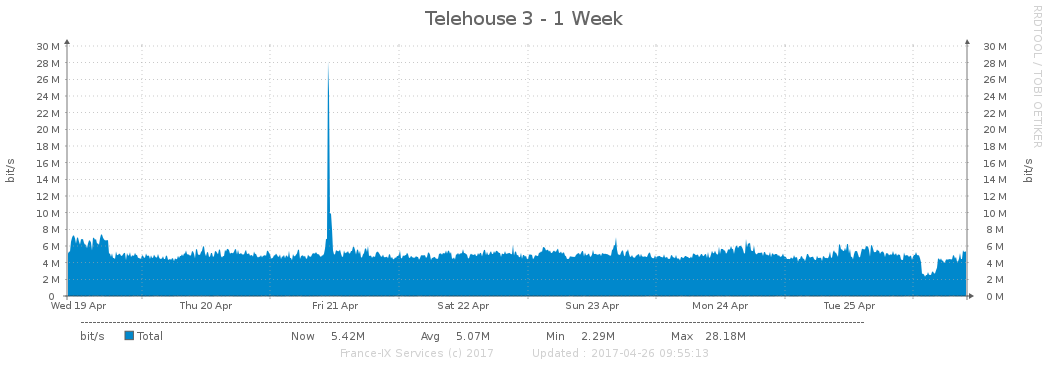 Telehouse 3 - 1 Week
RRDTOOL / TOBI OETIKER
bit/s
bit/s
30 M 30 M
28 M 28 M
26 M 26 M
24 M 24 M
22 M 22 M
20 M 20 M
18 M 18 M
16 M 16 M
14 M 14 M
12 M 12 M
10 M 10 M
8 M 8 M
6 M 6 M
4 M 4 M
2 M 2 M
0 0 M
Wed 19 Apr Thu 20 Apr Fri 21 Apr Sat 22 Apr Sun 23 Apr Mon 24 Apr Tue 25 Apr
bit/s Total Now 5.42M Avg 5.07M Min 2.29M Max 28.18M
France-IX Services (c) 2017 Updated : 2017-04-26 09:55:13